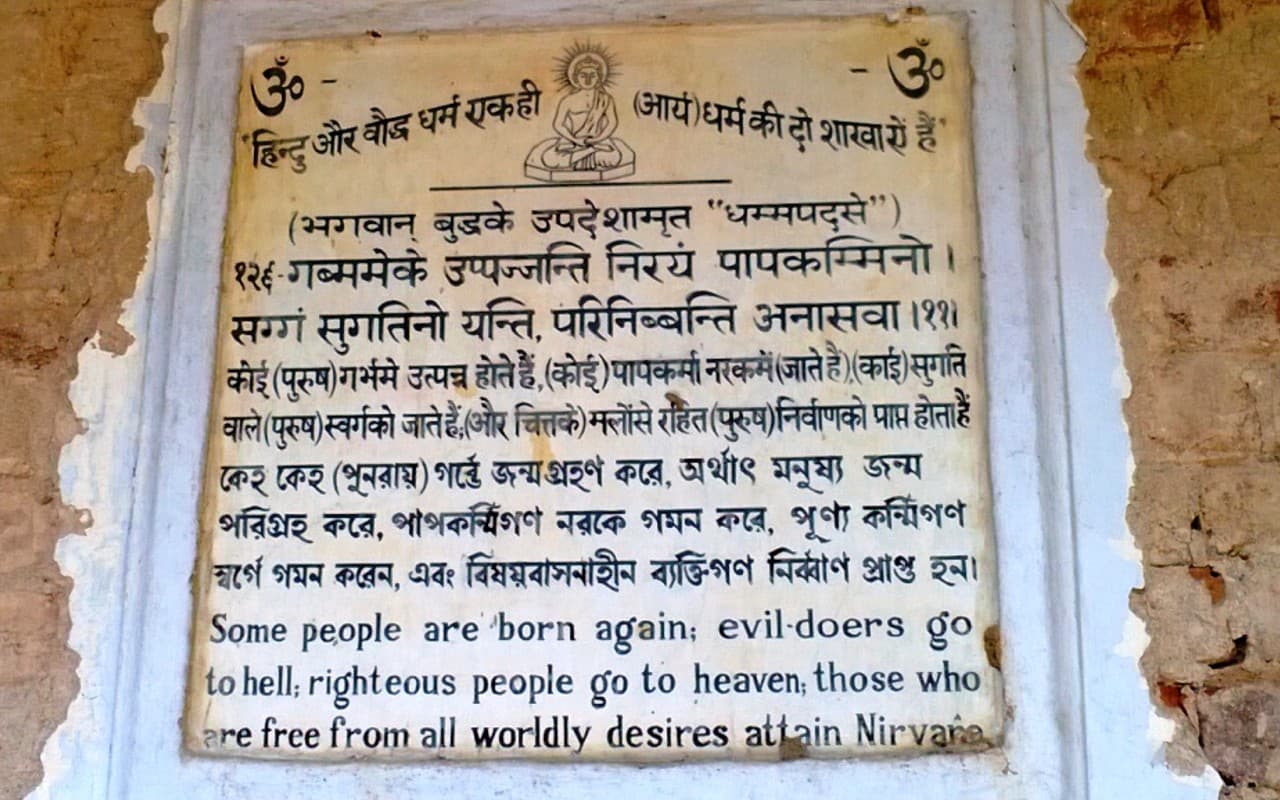 ॐ - - ॐ
"हिन्दु और वौद्ध धर्म एकही (आर्य) धर्म की दो शाखायें हैं"
(भगवान् बुद्धके उपदेशामृत "धम्मपदसे")
१२६-गब्भमेके उप्पज्जन्ति निरयं पापकम्मिनो।
सग्गं सुगतिनो यन्ति, परिनिब्बन्ति अनासवा।११।
कोई (पुरुष) गर्भमे उत्पन्न होते हैं, (कोई) पापकर्मा नरकमें (जाते है), (काई) सुगति
वाले (पुरुष) स्वर्गको जाते हैं; (और चित्तके) मलोंसे रहित (पुरुष) निर्वाणको प्राप्त होता हैं
কেহ কেহ (পুনরায়) গর্ভে জন্ম গ্রহণ করে, অর্থাৎ মনুষ্য জন্ম
পরিগ্রহ করে, পাপকর্ম্মিগণ নরকে গমন করে, পূণ্য কর্ম্মিগণ
স্বর্গে গমন করেন, এবং বিষয়বাসনাহীন ব্যক্তিগণ নির্ব্বাণ প্রাপ্ত হন।
Some people are born again; evil-doers go
to hell; righteous people go to heaven; those who
are free from all worldly desires attain Nirvana